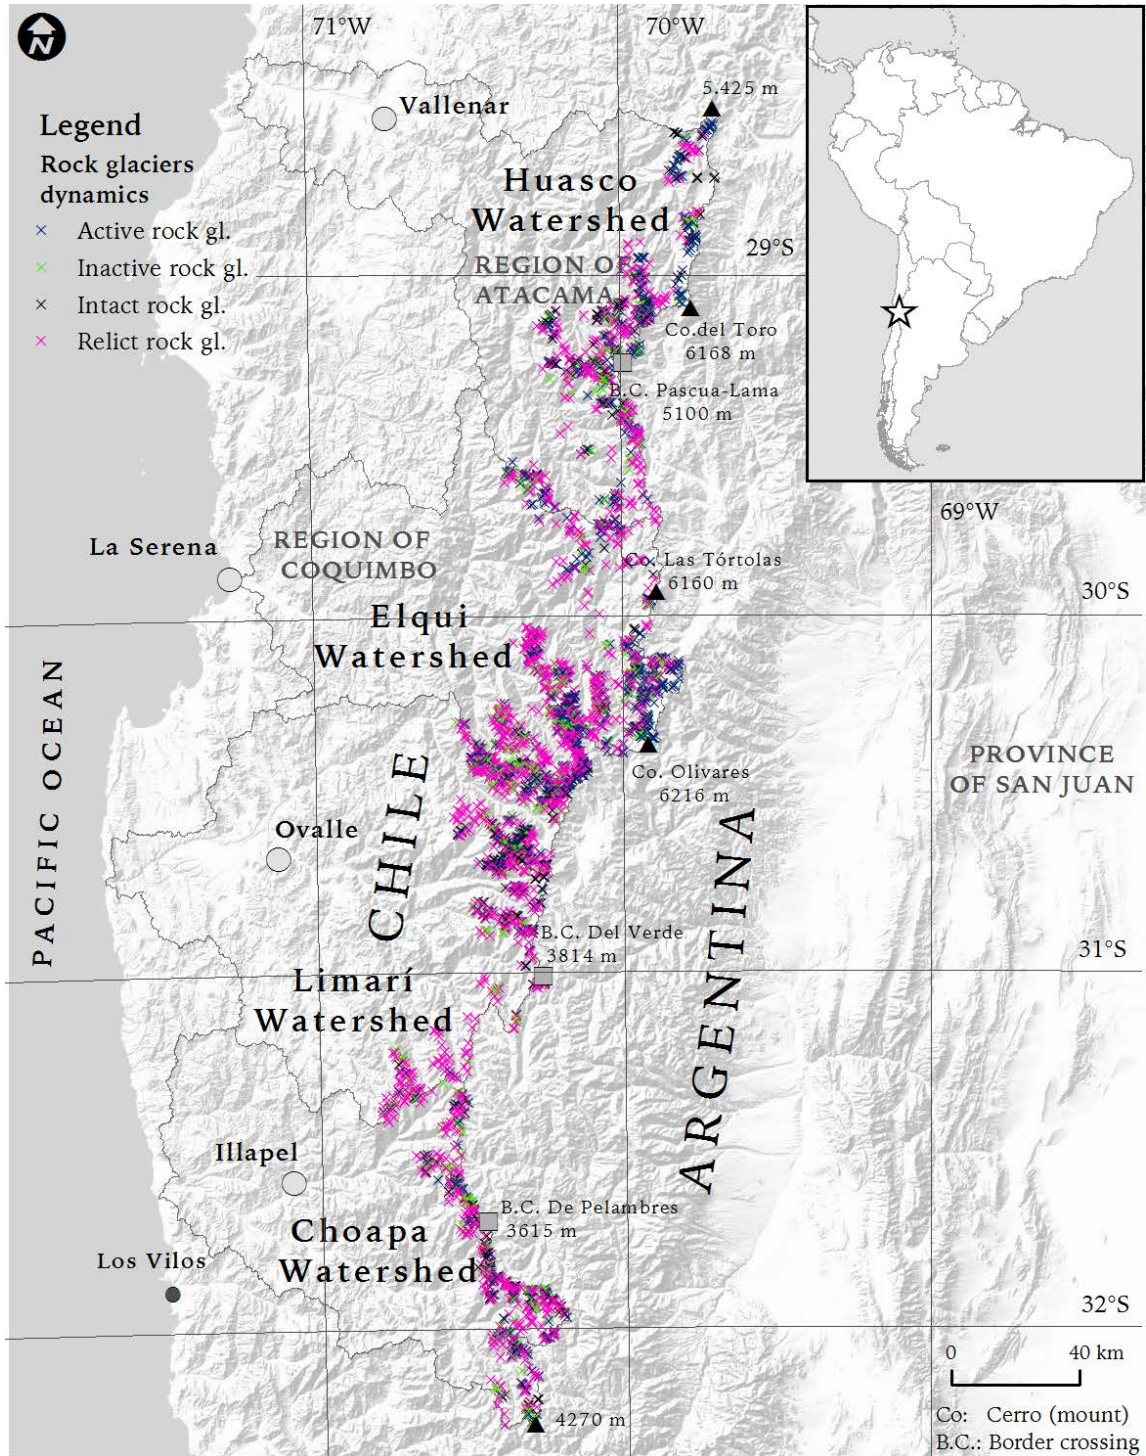 N
71°W
70°W
5.425 m
Vallenar
Legend
Rock glaciers
dynamics
Active rock gl.
Inactive rock gl.
Intact rock gl.
Relict rock gl.
Huasco
Watershed
29°S
REGION OF
ATACAMA
Co.del Toro
6168 m
B.C. Pascua-Lama
5100 m
69°W
La Serena
REGION OF
COQUIMBO
Co. Las Tórtolas
6160 m
30°S
Elqui
Watershed
PACIFIC OCEAN
CHILE
ARGENTINA
PROVINCE
OF SAN JUAN
Co. Olivares
6216 m
Ovalle
B.C. Del Verde
3814 m
31°S
Limarí
Watershed
Illapel
B.C. De Pelambres
3615 m
Choapa
Watershed
Los Vilos
32°S
0 40 km
4270 m
Co: Cerro (mount)
B.C.: Border crossing